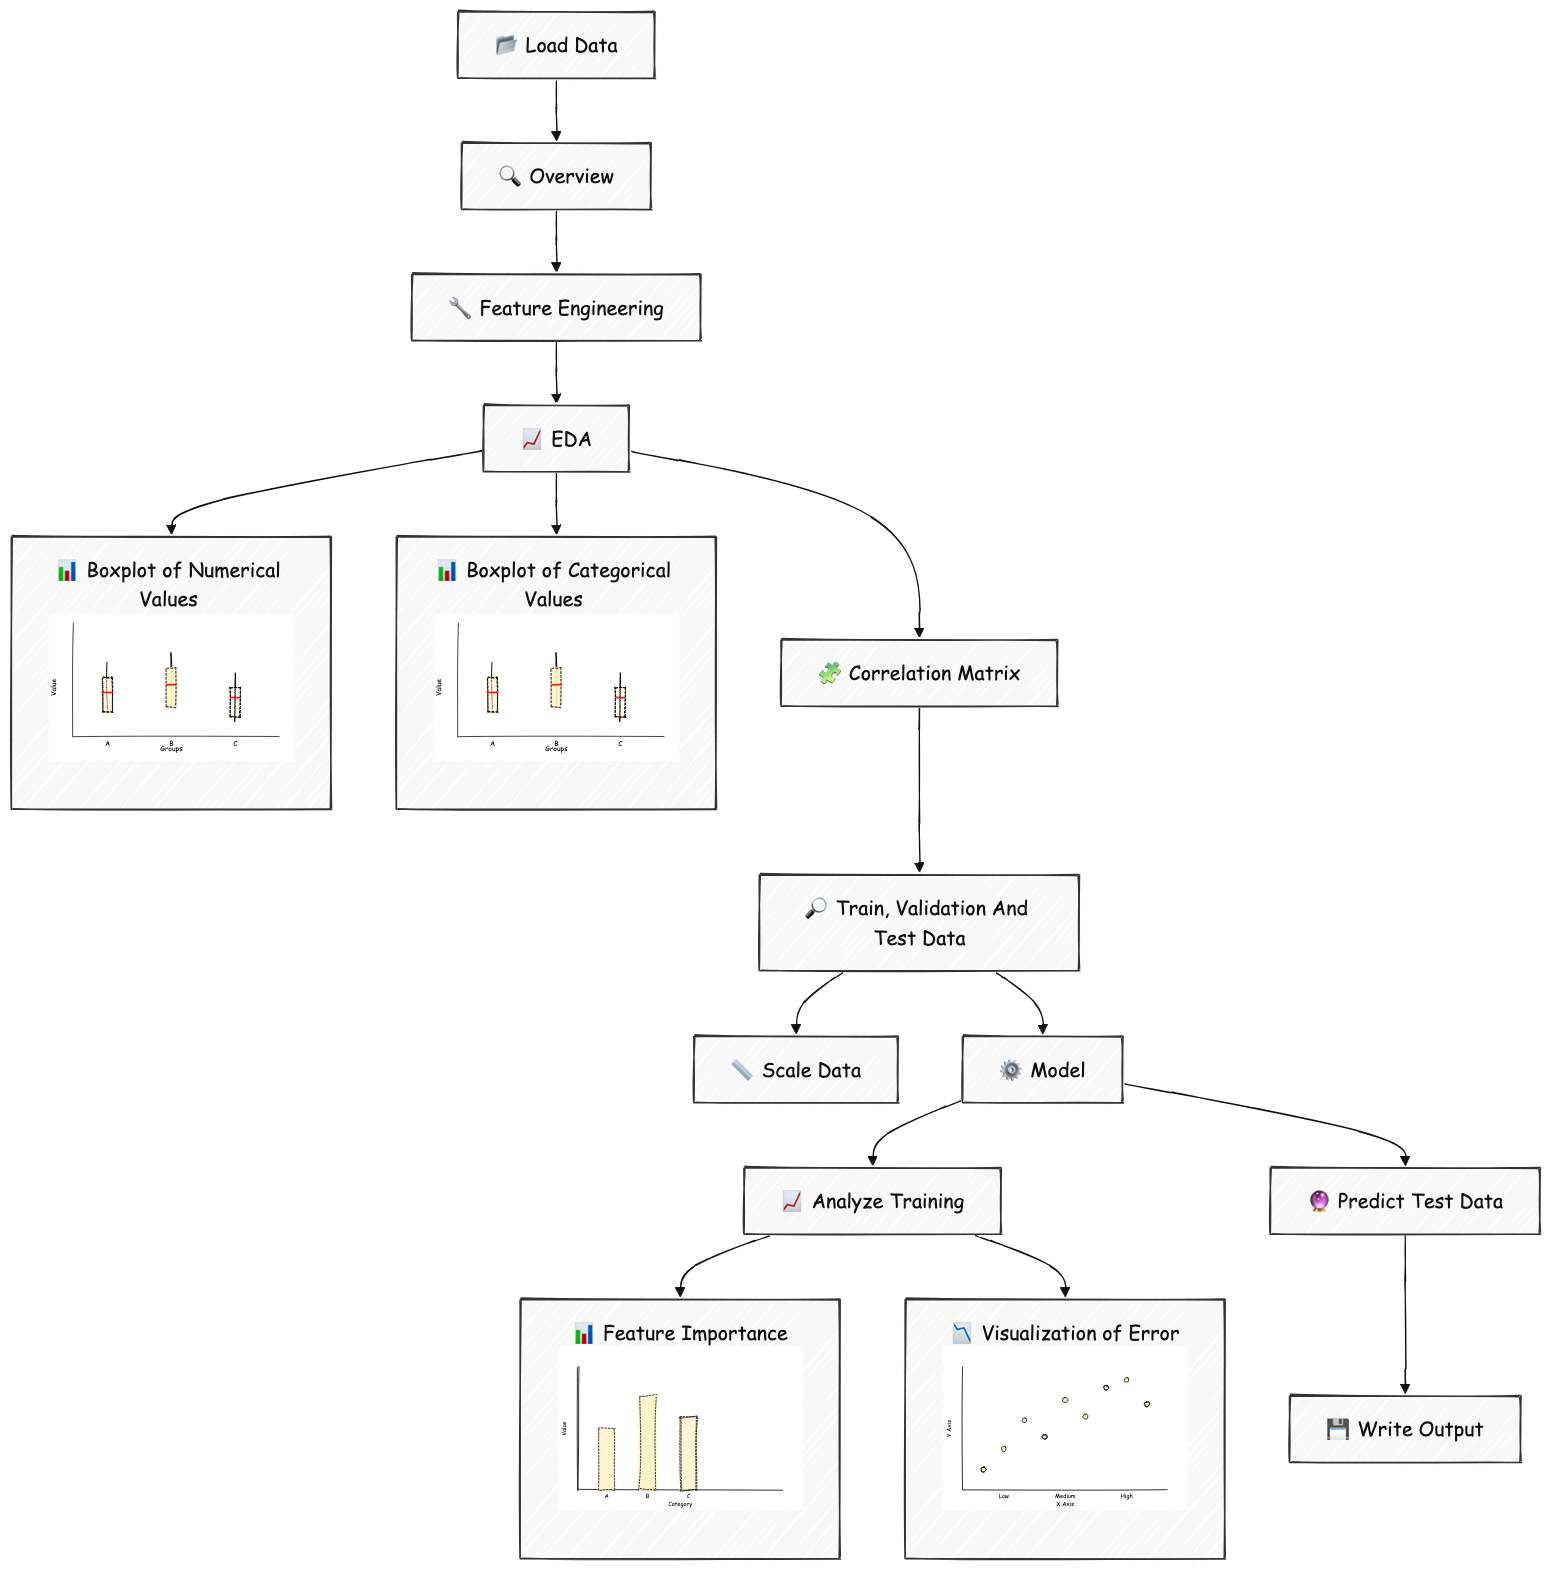 Load Data
Overview
Feature Engineering
EDA
Boxplot of Numerical
Values
Value
A
B
C
Groups
Boxplot of Categorical
Values
Value
A
B
C
Groups
Correlation Matrix
Train, Validation And
Test Data
Scale Data
Model
Analyze Training
Predict Test Data
Feature Importance
Value
A
B
C
Category
Visualization of Error
Y Axis
Low
Medium
High
X Axis
Write Output